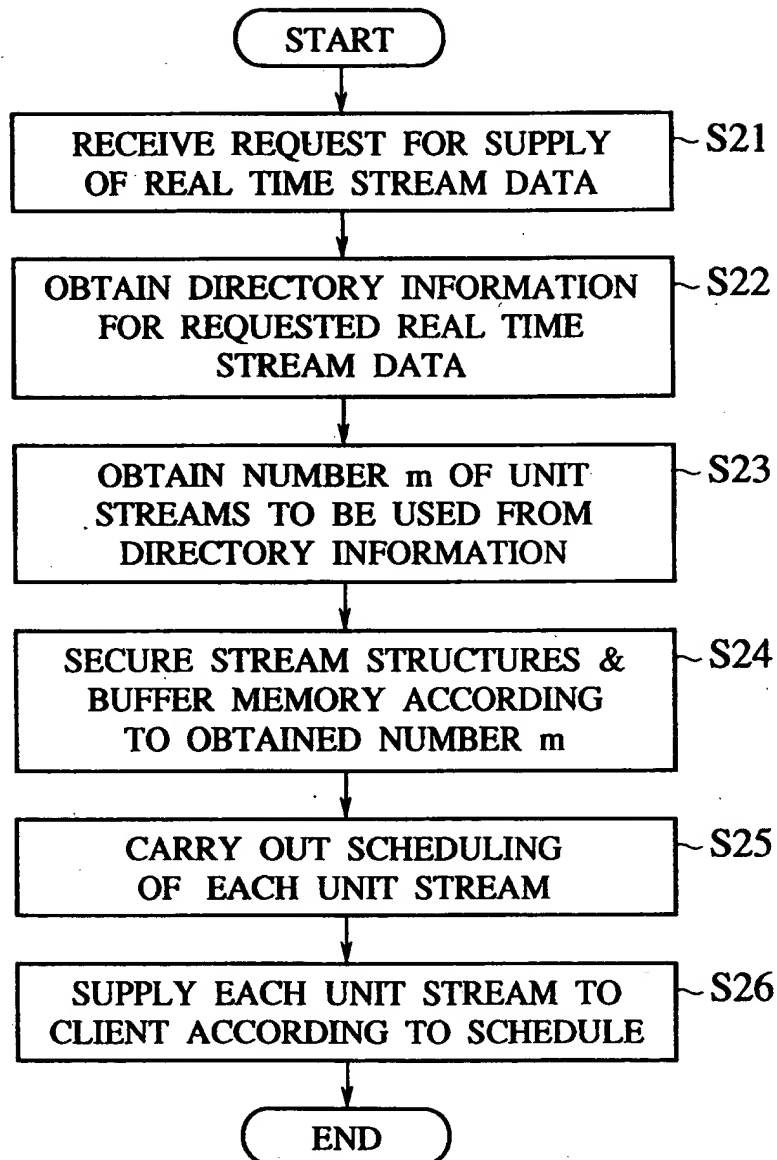 START
RECEIVE REQUEST FOR SUPPLY
OF REAL TIME STREAM DATA
S21
OBTAIN DIRECTORY INFORMATION
FOR REQUESTED REAL TIME
STREAM DATA
S22
OBTAIN NUMBER m OF UNIT
STREAMS TO BE USED FROM
DIRECTORY INFORMATION
S23
SECURE STREAM STRUCTURES &
BUFFER MEMORY ACCORDING
TO OBTAINED NUMBER m
S24
CARRY OUT SCHEDULING
OF EACH UNIT STREAM
S25
SUPPLY EACH UNIT STREAM TO
CLIENT ACCORDING TO SCHEDULE
S26
END